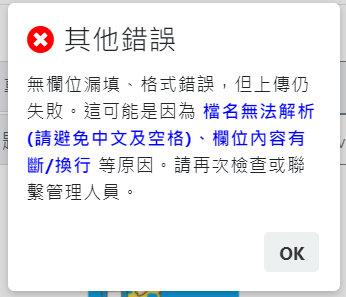 其他錯誤
無欄位漏填、格式錯誤，但上傳仍
失敗。這可能是因為 檔名無法解析
(請避免中文及空格)、欄位內容有
斷/換行 等原因。請再次檢查或聯
繫管理人員。
OK